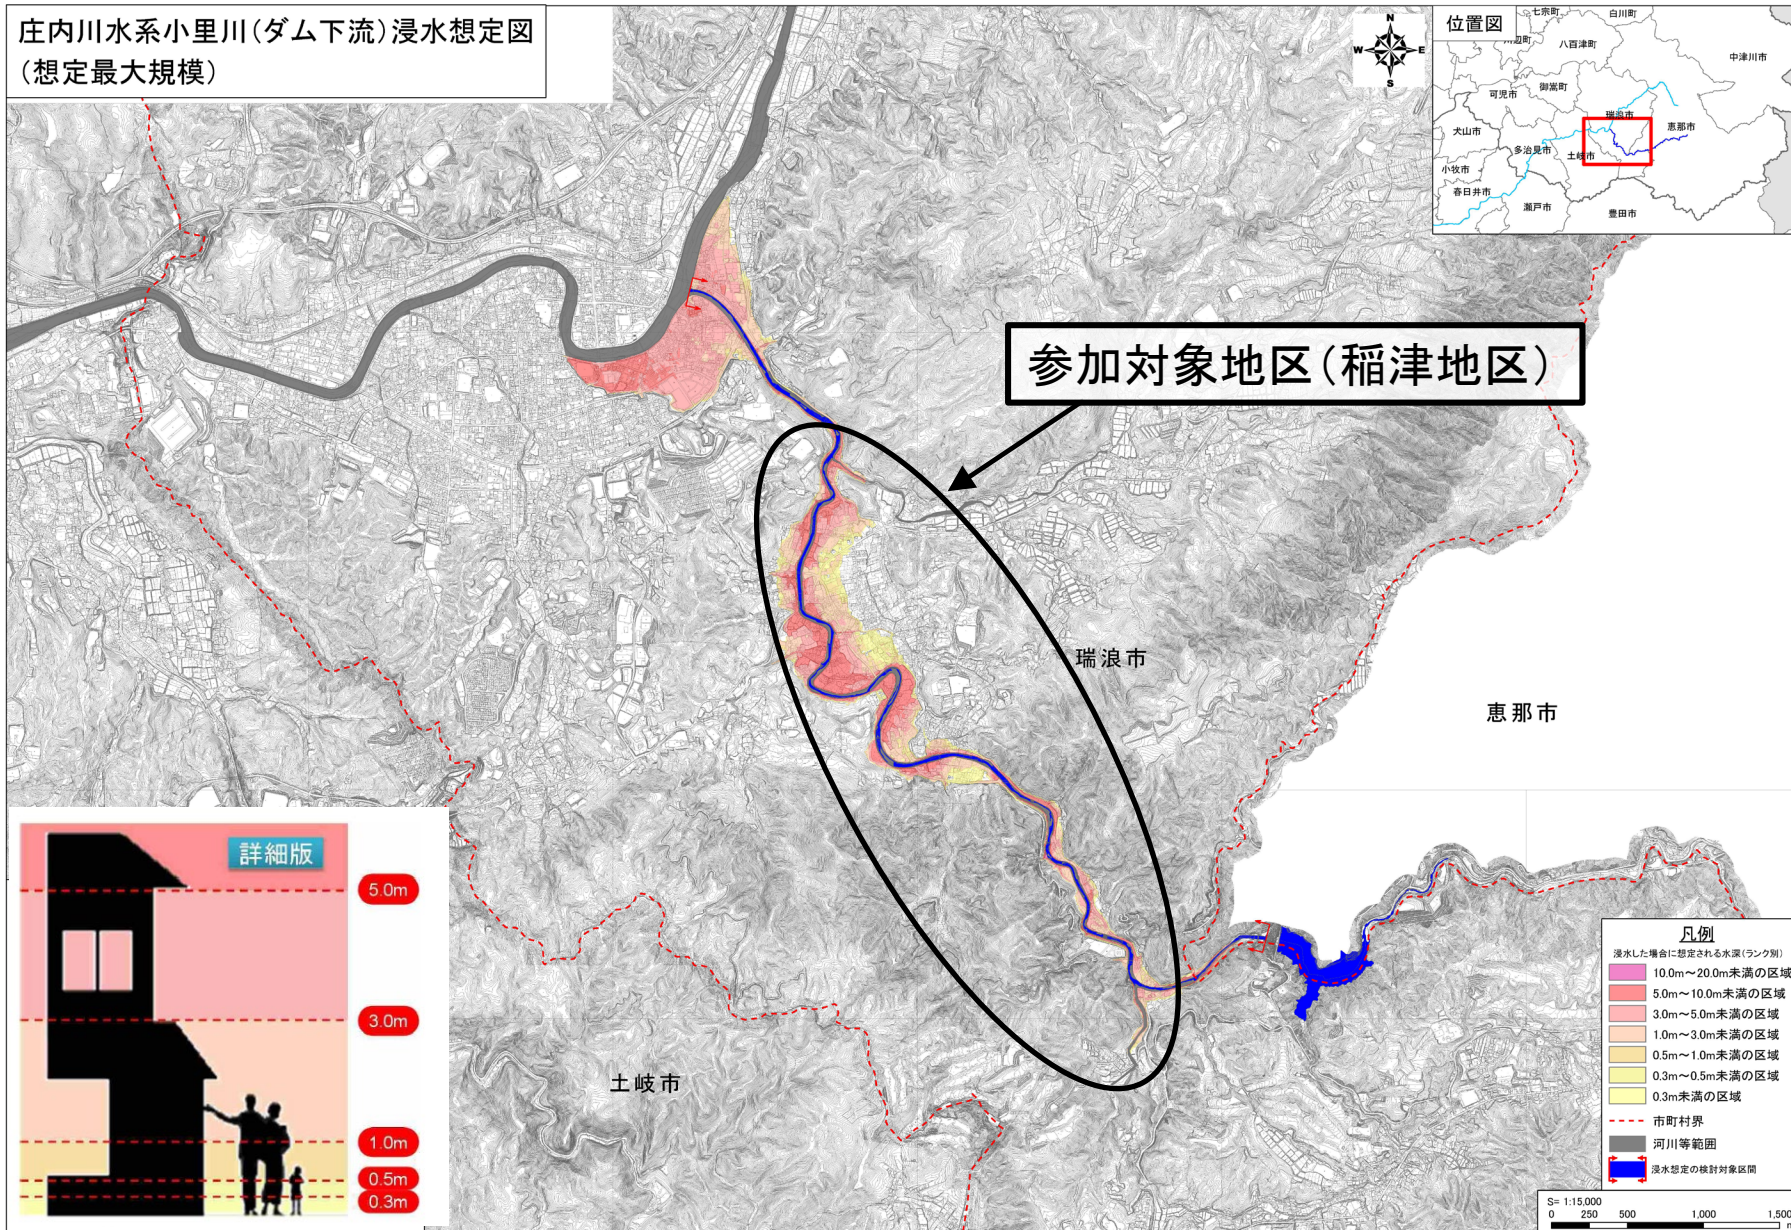 庄内川水系小里川(ダム下流)浸水想定図
(想定最大規模)
N
W
E
S
位置図
七宗町
白川町
川辺町
八百津町
中津川市
可児市
御嵩町
瑞浪市
犬山市
恵那市
多治見市
土岐市
小牧市
春日井市
瀬戸市
豊田市
参加対象地区(稲津地区)
瑞浪市
恵那市
土岐市
詳細版
5.0m
3.0m
1.0m
0.5m
0.3m
凡例
浸水した場合に想定される水深(ランク別)
10.0m～20.0m未満の区域
5.0m～10.0m未満の区域
3.0m～5.0m未満の区域
1.0m～3.0m未満の区域
0.5m～1.0m未満の区域
0.3m～0.5m未満の区域
0.3m未満の区域
市町村界
河川等範囲
浸水想定の検討対象区間
S= 1:15,000
0 250 500 1,000 1,500